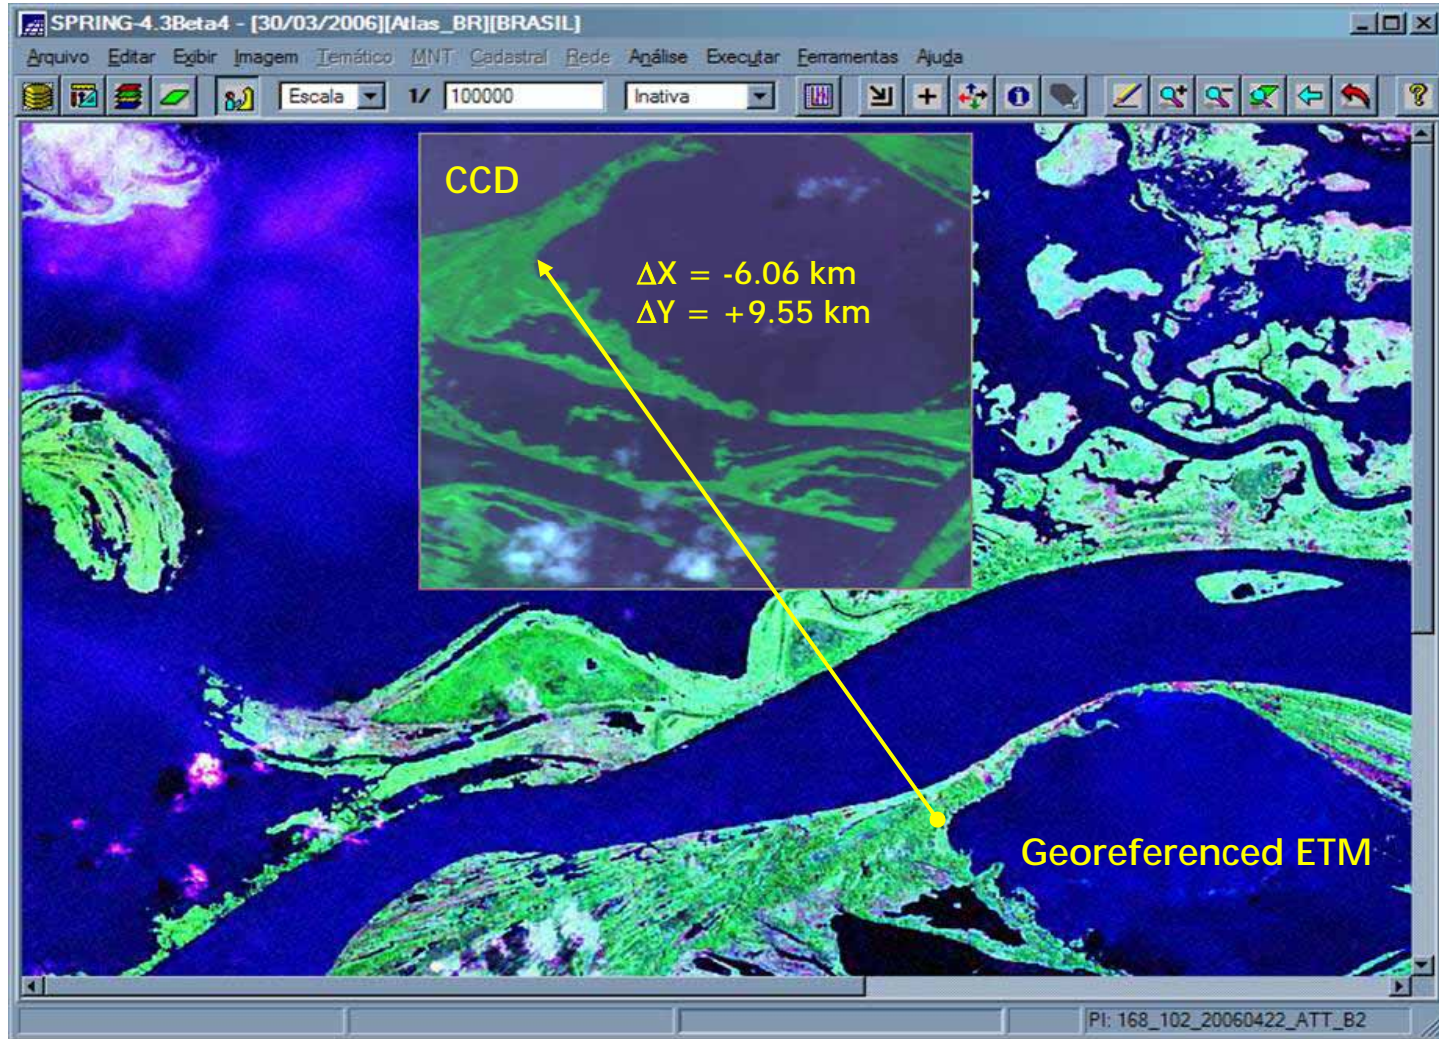 SPRING-4.3Beta4 - [30/03/2006][Atlas_BR][BRASIL]
Arquivo Editar Exibir Imagem Temático MNT Cadastral Rede Análise Executar Ferramentas Ajuda
Escala 1/ 100000 Inativa
CCD
ΔX = -6.06 km
ΔY = +9.55 km
Georeferenced ETM
PI: 168_102_20060422_ATT_B2